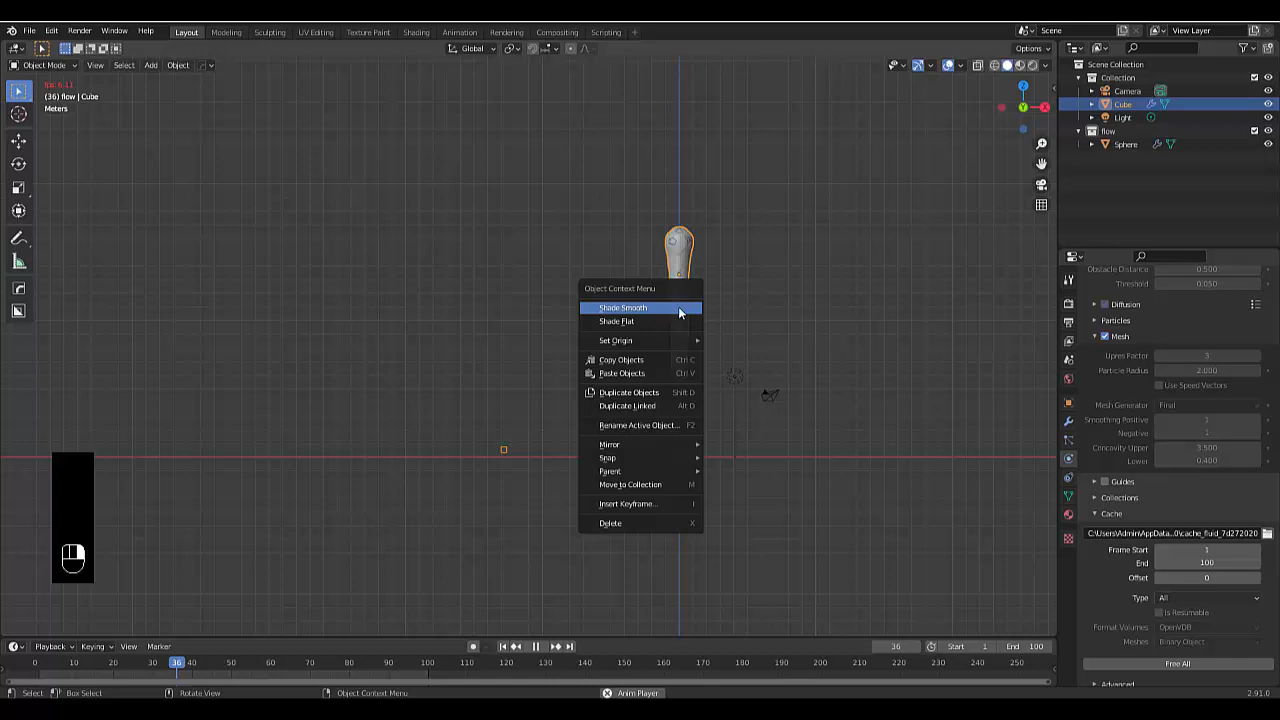 File Edit Render Window Help Layout Modeling Sculpting UV Editing Texture Paint Shading Animation Rendering Compositing Scripting + Scene View Layer
Global Options
Object Mode View Select Add Object
(36) flow | Cube
Meters
Scene Collection
Collection
Camera
Cube
Light
flow
Sphere
Obstacle Distance 0.500
Threshold 0.050
Diffusion
Particles
Mesh
Upres Factor 3
Particle Radius 2.000
Use Speed Vectors
Mesh Generator Final
Smoothing Positive 1
Negative 1
Concavity Upper 3.500
Lower 0.400
Guides
Collections
Cache
C:\Users\Admin\AppData...0\cache_fluid_7d272020
Frame Start 1
End 100
Offset 0
Type All
Is Resumable
Format Volumes OpenVDB
Meshes Binary Object
Free All
Advanced
Object Context Menu
Shade Smooth
Shade Flat
Set Origin
Copy Objects Ctrl C
Paste Objects Ctrl V
Duplicate Objects Shift D
Duplicate Linked Alt D
Rename Active Object... F2
Mirror
Snap
Parent
Move to Collection M
Insert Keyframe... I
Delete X
Playback Keying View Marker 36 Start 1 End 100
0 10 20 30 36 40 50 60 70 80 90 100 110 120 130 140 150 160 170 180 190 200 210 220 230 240 250
Select Box Select Rotate View Object Context Menu Anim Player 2.91.0